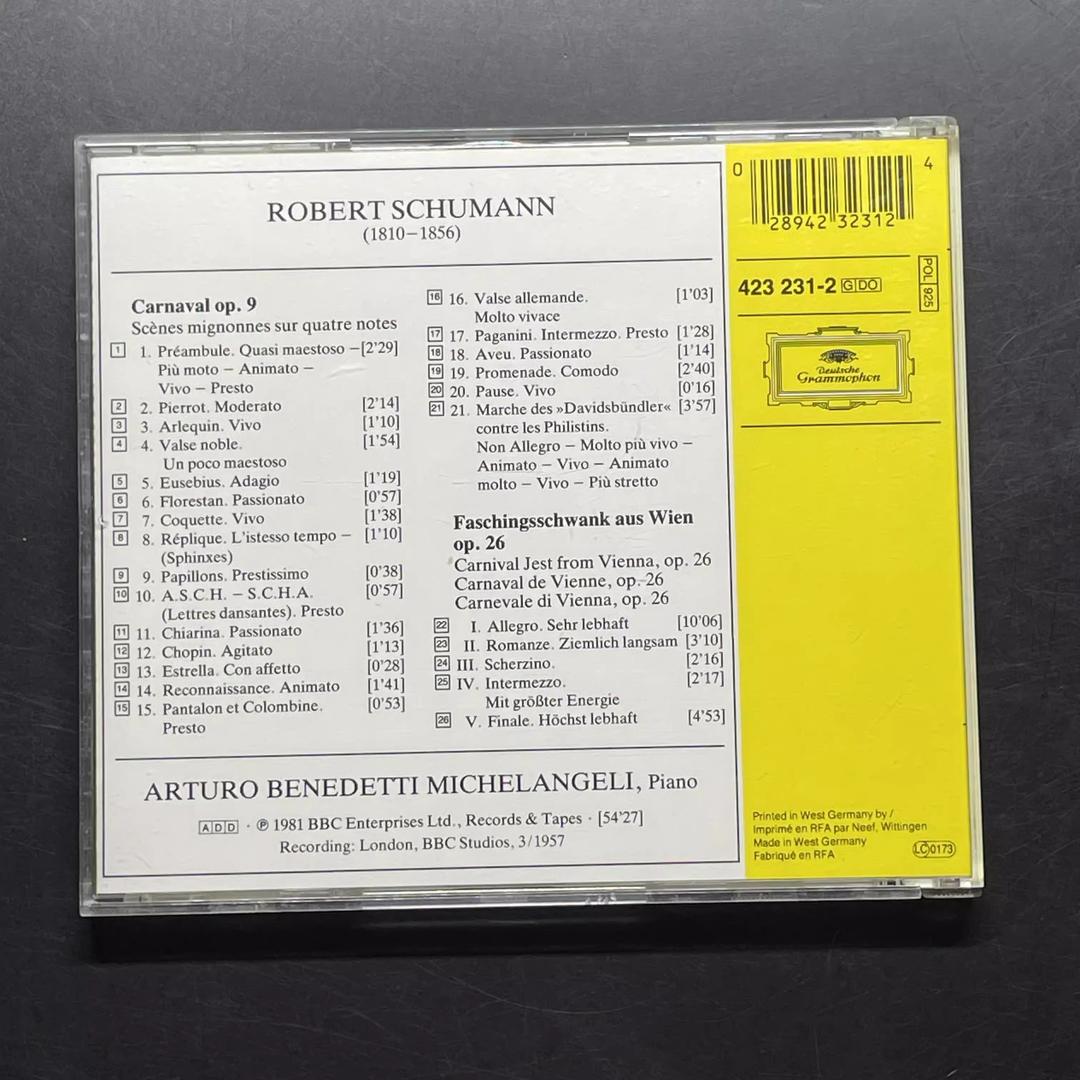 ROBERT SCHUMANN
(1810–1856)
Carnaval op. 9
Scènes mignonnes sur quatre notes
1 1. Préambule. Quasi maestoso – [2'29]
Più moto – Animato –
Vivo – Presto
2 2. Pierrot. Moderato [2'14]
3 3. Arlequin. Vivo [1'10]
4 4. Valse noble. [1'54]
Un poco maestoso
5 5. Eusebius. Adagio [1'19]
6 6. Florestan. Passionato [0'57]
7 7. Coquette. Vivo [1'38]
8 8. Réplique. L'istesso tempo – [1'10]
(Sphinxes)
9 9. Papillons. Prestissimo [0'38]
10 10. A.S.C.H. – S.C.H.A. [0'57]
(Lettres dansantes). Presto
11 11. Chiarina. Passionato [1'36]
12 12. Chopin. Agitato [1'13]
13 13. Estrella. Con affetto [0'28]
14 14. Reconnaissance. Animato [1'41]
15 15. Pantalon et Colombine. [0'53]
Presto
16 16. Valse allemande. [1'03]
Molto vivace
17 17. Paganini. Intermezzo. Presto [1'28]
18 18. Aveu. Passionato [1'14]
19 19. Promenade. Comodo [2'40]
20 20. Pause. Vivo [0'16]
21 21. Marche des »Davidsbündler« [3'57]
contre les Philistins.
Non Allegro – Molto più vivo –
Animato – Vivo – Animato
molto – Vivo – Più stretto
Faschingsschwank aus Wien
op. 26
Carnival Jest from Vienna, op. 26
Carnaval de Vienne, op. 26
Carnevale di Vienna, op. 26
22 I. Allegro. Sehr lebhaft [10'06]
23 II. Romanze. Ziemlich langsam [3'10]
24 III. Scherzino. [2'16]
25 IV. Intermezzo. [2'17]
Mit größter Energie
26 V. Finale. Höchst lebhaft [4'53]
ARTURO BENEDETTI MICHELANGELI, Piano
ADD · ℗ 1981 BBC Enterprises Ltd., Records & Tapes · [54'27]
Recording: London, BBC Studios, 3/1957
0 28942 32312 4
423 231-2 GDO
POL 925
Deutsche
Grammophon
Printed in West Germany by /
Imprimé en RFA par Neef, Wittingen
Made in West Germany
Fabriqué en RFA
LC 0173